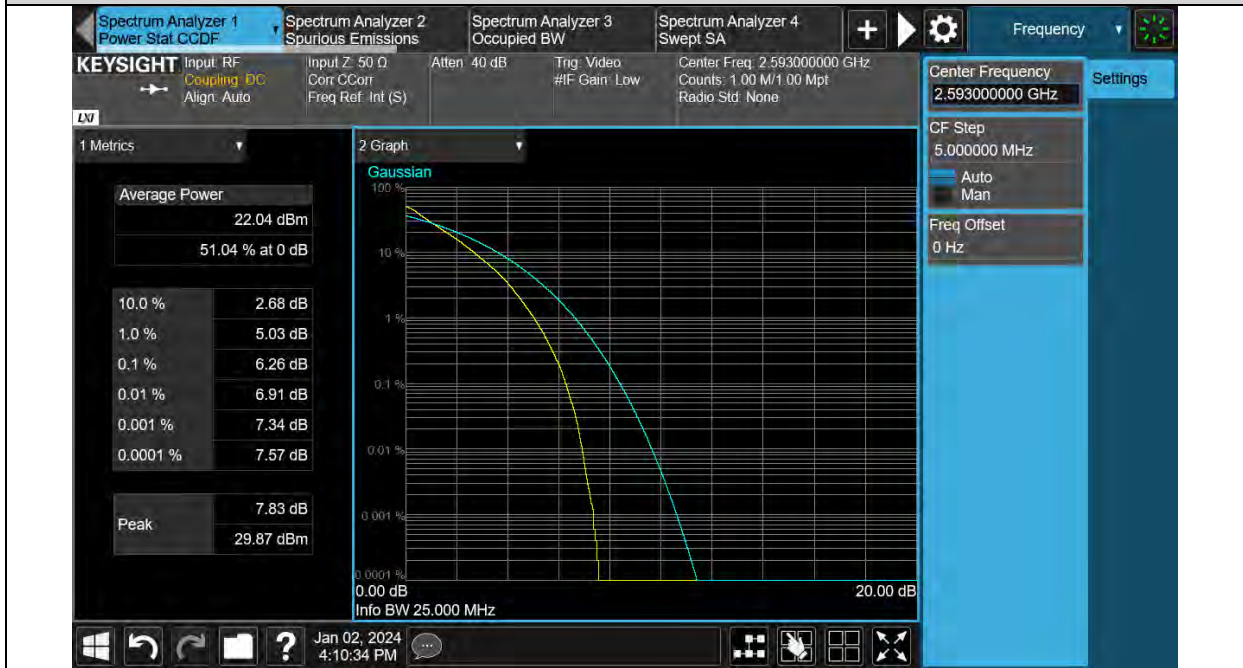 Spectrum Analyzer 1
Power Stat CCDF
Spectrum Analyzer 2
Spurious Emissions
Spectrum Analyzer 3
Occupied BW
Spectrum Analyzer 4
Swept SA
+
Frequency
KEYSIGHT
LXI
Input: RF
Coupling: DC
Align: Auto
Input Z: 50 Ω
Corr CCorr
Freq Ref: Int (S)
Atten: 40 dB
Trig: Video
#IF Gain: Low
Center Freq: 2.593000000 GHz
Counts: 1.00 M/1.00 Mpt
Radio Std: None
Center Frequency
2.593000000 GHz
Settings
CF Step
5.000000 MHz
Auto
Man
Freq Offset
0 Hz
1 Metrics
Average Power
22.04 dBm
51.04 % at 0 dB
10.0 % 2.68 dB
1.0 % 5.03 dB
0.1 % 6.26 dB
0.01 % 6.91 dB
0.001 % 7.34 dB
0.0001 % 7.57 dB
Peak
7.83 dB
29.87 dBm
2 Graph
Gaussian
100 %
10 %
1 %
0.1 %
0.01 %
0.001 %
0.0001 %
0.00 dB 20.00 dB
Info BW 25.000 MHz
?
Jan 02, 2024
4:10:34 PM